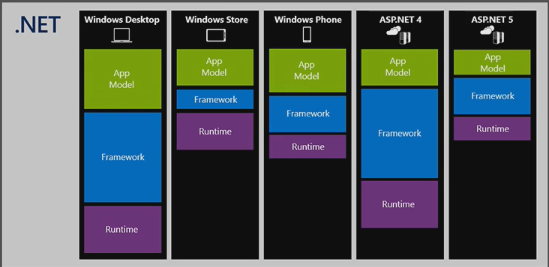 .NET
Windows Desktop
App
Model
Framework
Runtime
Windows Store
App
Model
Framework
Runtime
Windows Phone
App
Model
Framework
Runtime
ASP.NET 4
App
Model
Framework
Runtime
ASP.NET 5
App
Model
Framework
Runtime